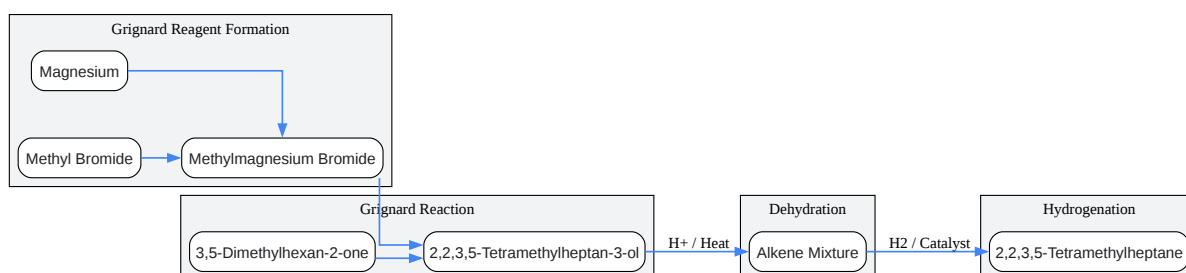 Grignard Reagent Formation
Magnesium
Methyl Bromide
Methylmagnesium Bromide
Grignard Reaction
3,5-Dimethylhexan-2-one
2,2,3,5-Tetramethylheptan-3-ol
H+ / Heat
Dehydration
Alkene Mixture
H2 / Catalyst
Hydrogenation
2,2,3,5-Tetramethylheptane